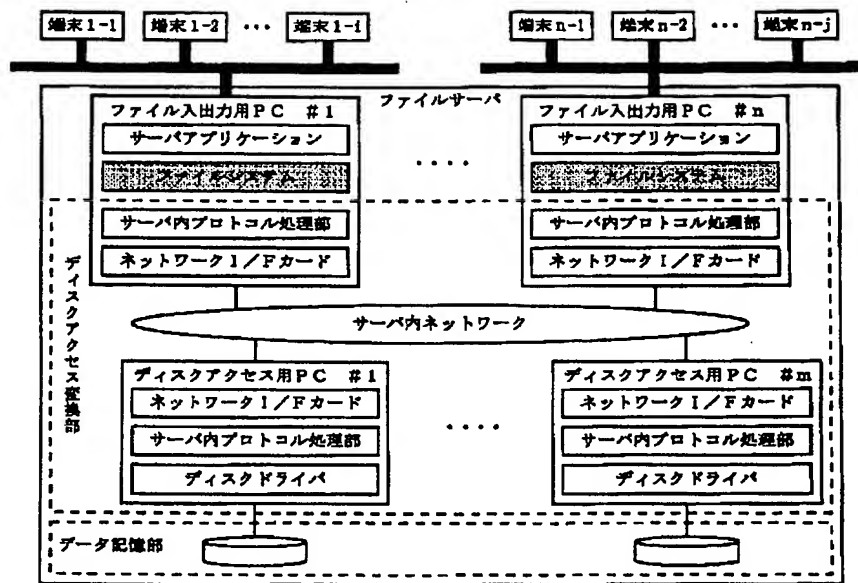 端末1-1 端末1-2 ・・・ 端末1-i 端末n-1 端末n-2 ・・・ 端末n-j
ファイルサーバ
ファイル入出力用PC #1 ファイル入出力用PC #n
サーバアプリケーション サーバアプリケーション
・・・・
ファイルシステム ファイルシステム
サーバ内プロトコル処理部 サーバ内プロトコル処理部
ネットワークI/Fカード ネットワークI/Fカード
ディスクアクセス変換部
サーバ内ネットワーク
ディスクアクセス用PC #1 ディスクアクセス用PC #m
ネットワークI/Fカード ネットワークI/Fカード
・・・・
サーバ内プロトコル処理部 サーバ内プロトコル処理部
ディスクドライバ ディスクドライバ
データ記憶部